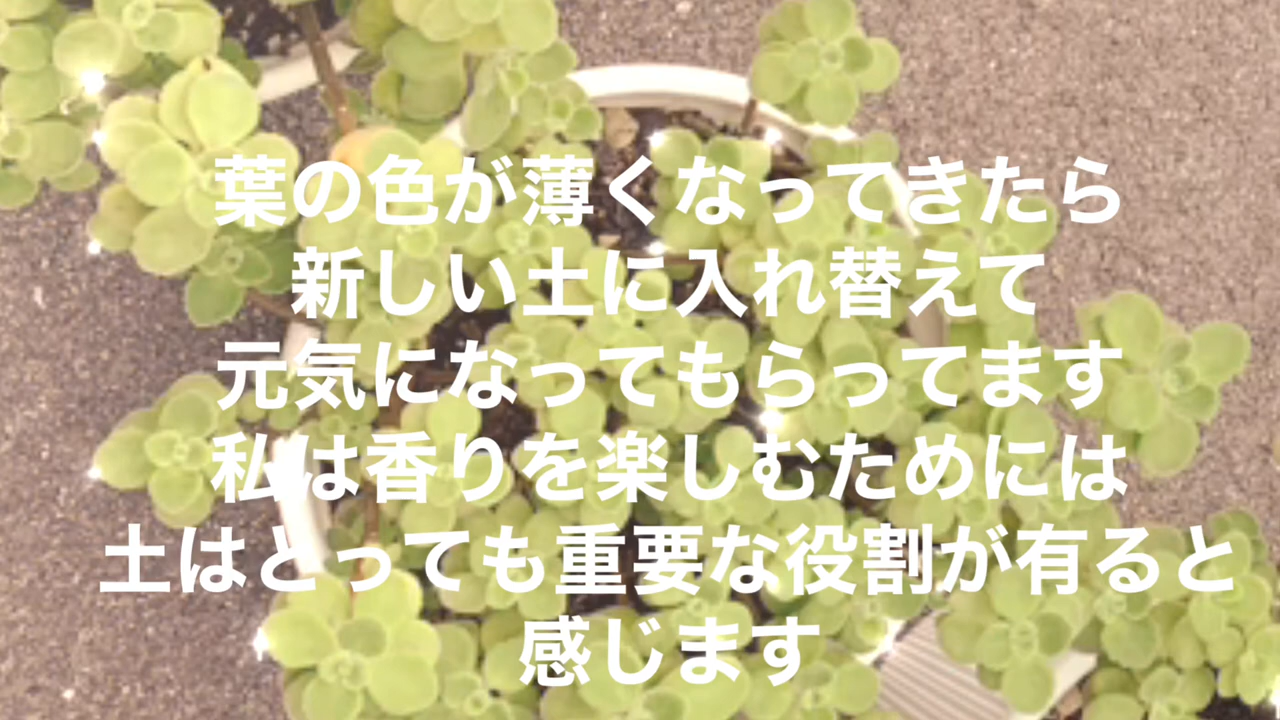 葉の色が薄くなってきたら
新しい土に入れ替えて
元気になってもらってます
私は香りを楽しむためには
土はとっても重要な役割が有ると
感じます